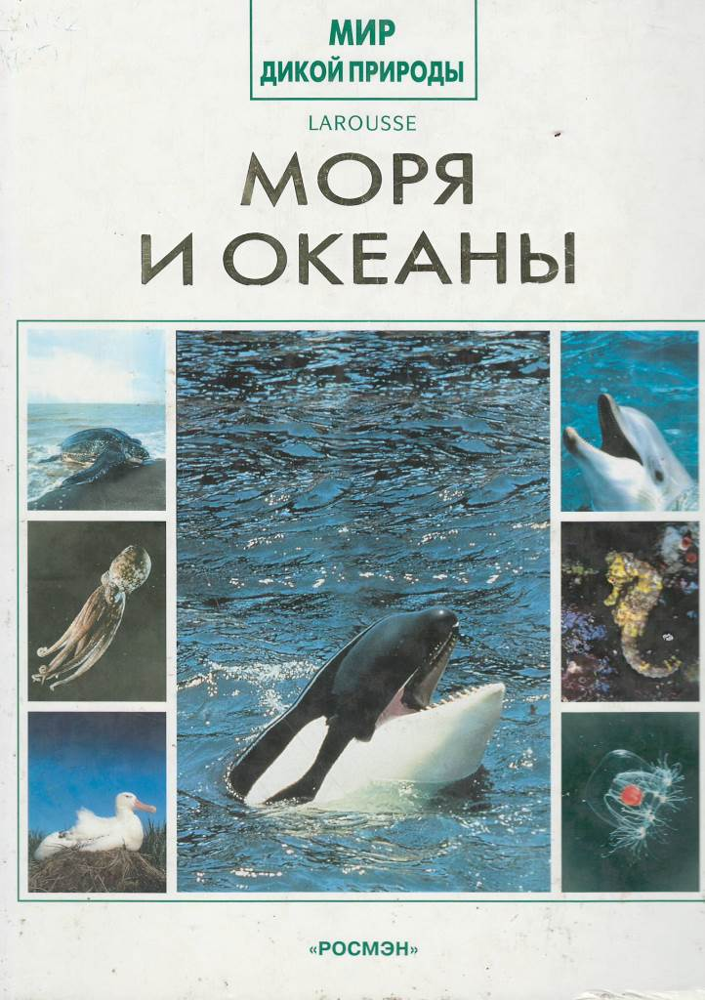 МИР
ДИКОЙ ПРИРОДЫ
LAROUSSE
МОРЯ
И ОКЕАНЫ
«РОСМЭН»